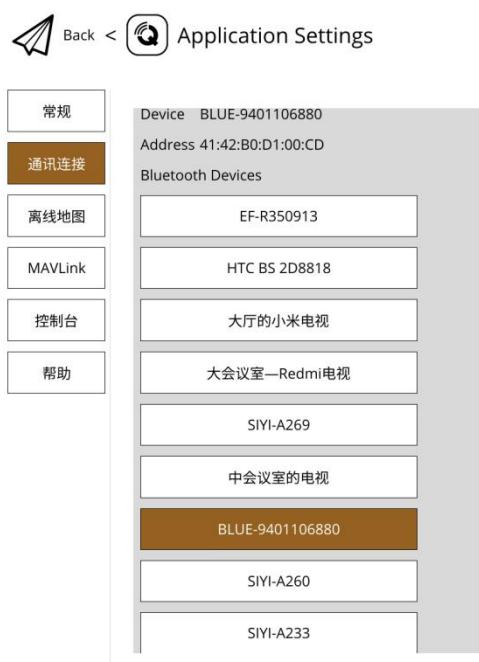 Back < Application Settings
常规
通讯连接
离线地图
MAVLink
控制台
帮助
Device BLUE-9401106880
Address 41:42:B0:D1:00:CD
Bluetooth Devices
EF-R350913
HTC BS 2D8818
大厅的小米电视
大会议室—Redmi电视
SIYI-A269
中会议室的电视
BLUE-9401106880
SIYI-A260
SIYI-A233